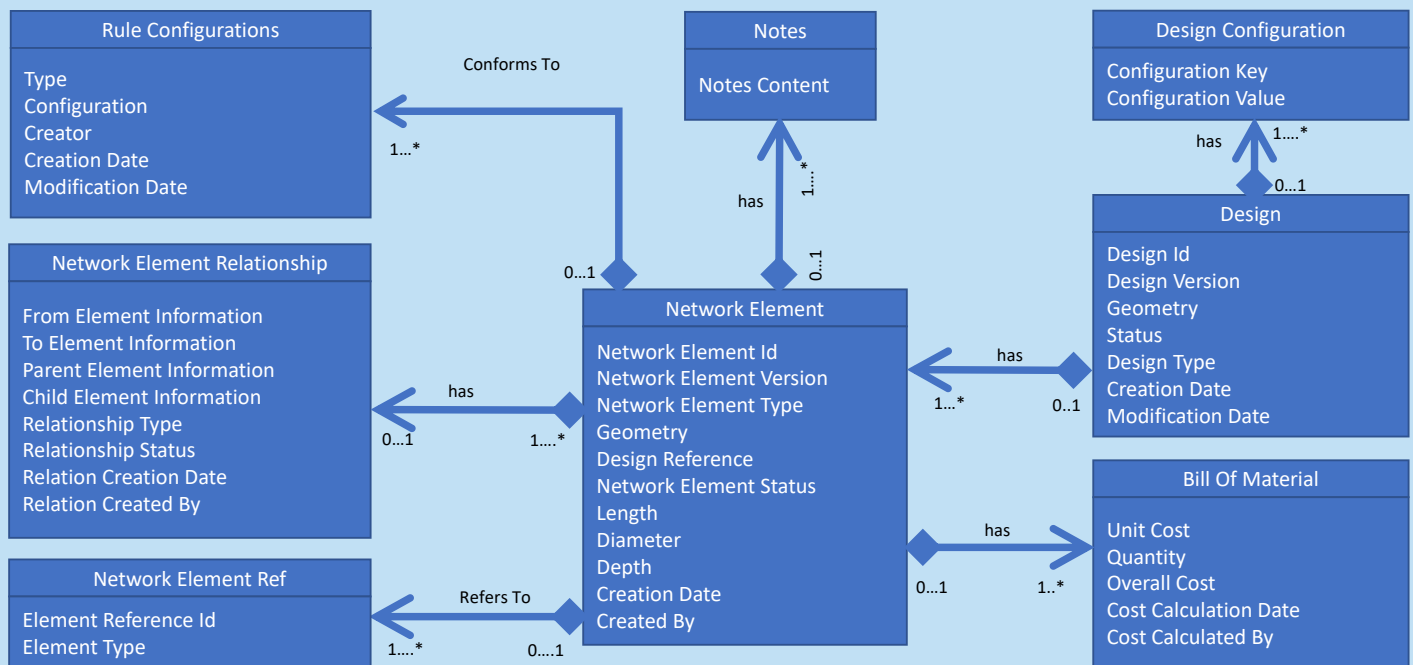 Rule Configurations
Type
Configuration
Creator
Creation Date
Modification Date
Conforms To
1...*
0...1
Notes
Notes Content
has
1....*
0...1
Design Configuration
Configuration Key
Configuration Value
has
1....*
0...1
Design
Design Id
Design Version
Geometry
Status
Design Type
Creation Date
Modification Date
has
1...*
0..1
Network Element Relationship
From Element Information
To Element Information
Parent Element Information
Child Element Information
Relationship Type
Relationship Status
Relation Creation Date
Relation Created By
has
0...1
1....*
Network Element
Network Element Id
Network Element Version
Network Element Type
Geometry
Design Reference
Network Element Status
Length
Diameter
Depth
Creation Date
Created By
has
0...1
1..*
Bill Of Material
Unit Cost
Quantity
Overall Cost
Cost Calculation Date
Cost Calculated By
Network Element Ref
Element Reference Id
Element Type
Refers To
1....*
0....1